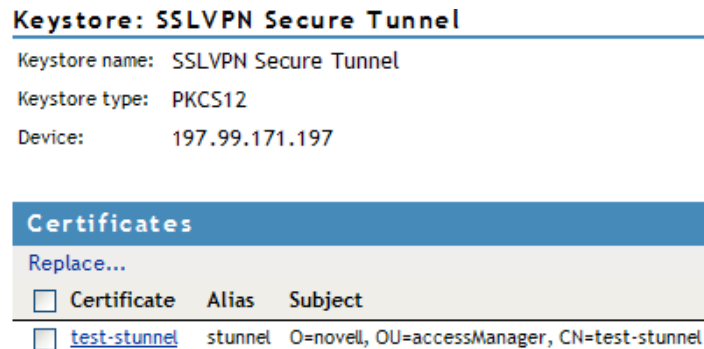 Keystore: SSLVPN Secure Tunnel
Keystore name: SSLVPN Secure Tunnel
Keystore type: PKCS12
Device: 197.99.171.197
Certificates
Replace...
Certificate Alias Subject
test-stunnel stunnel O=novell, OU=accessManager, CN=test-stunnel